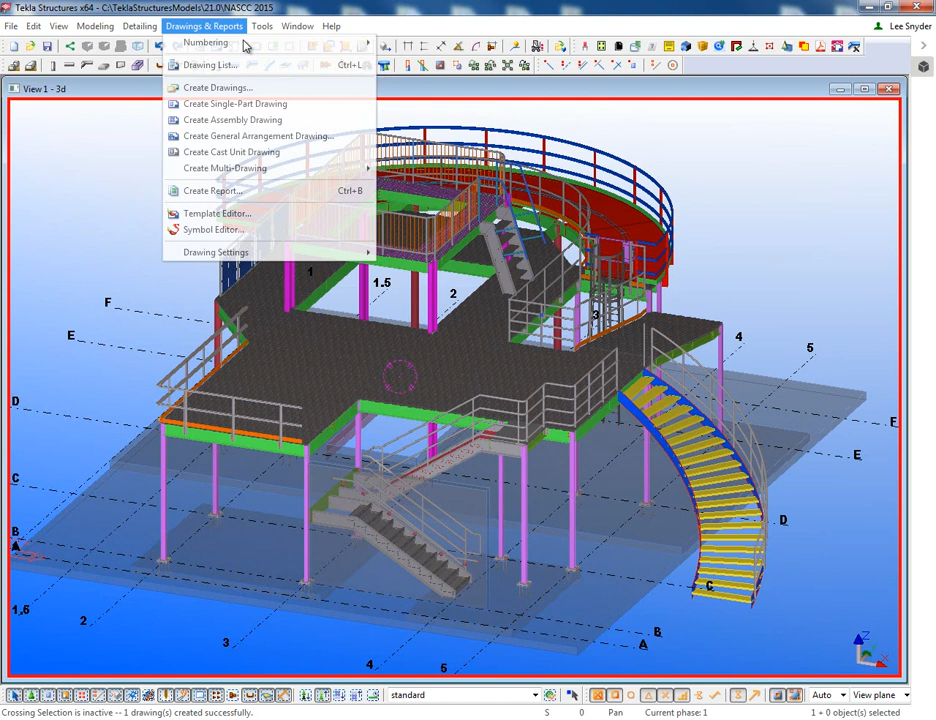 Tekla Structures x64 - C:\TeklaStructuresModels\21.0\NASCC 2015
File Edit View Modeling Detailing Drawings & Reports Tools Window Help
Lee Snyder
Numbering
Drawing List... Ctrl+L
Create Drawings...
Create Single-Part Drawing
Create Assembly Drawing
Create General Arrangement Drawing...
Create Cast Unit Drawing
Create Multi-Drawing
Create Report... Ctrl+B
Template Editor...
Symbol Editor...
Drawing Settings
View 1 - 3d
1
1.5
2
3
4
5
F
E
D
C
B
A
F
E
D
C
B
A
1.5
2
3
4
5
Z
standard
Auto
View plane
Crossing Selection is inactive -- 1 drawing(s) created successfully.
S 0 Pan Current phase: 1 1 + 0 object(s) selected